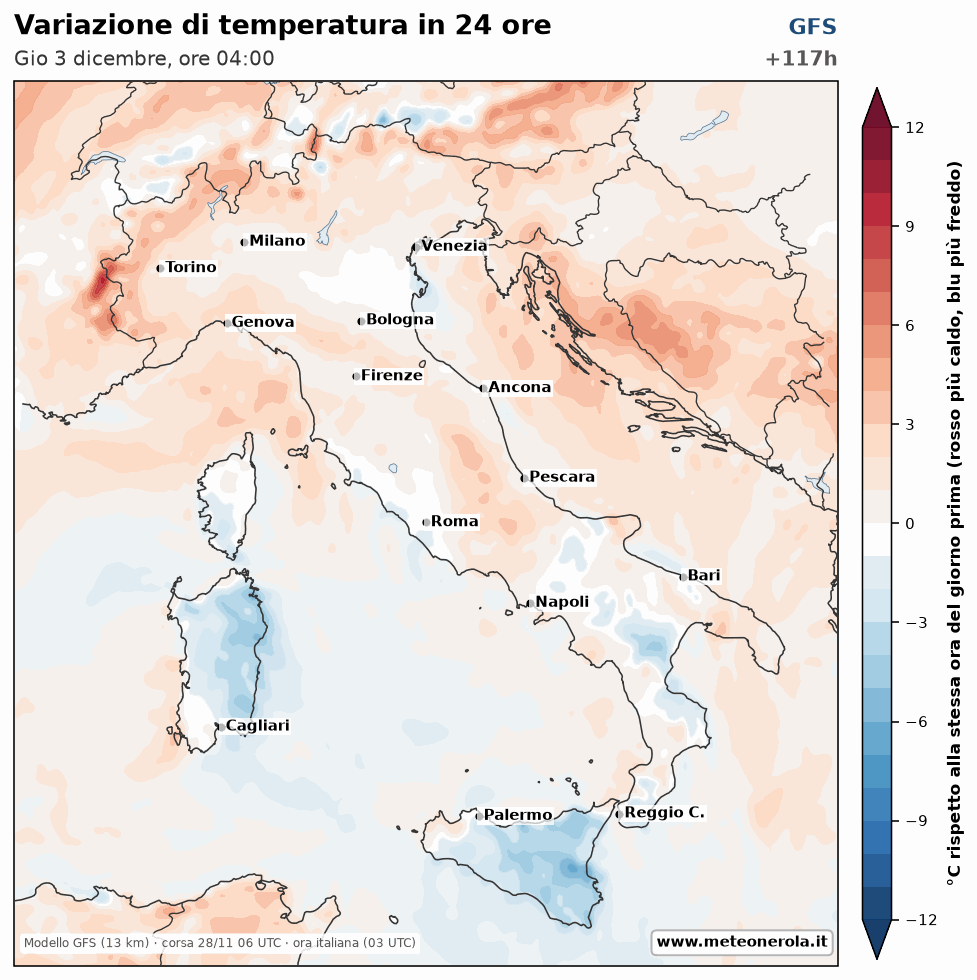 Variazione di temperatura in 24 ore
GFS
Gio 3 dicembre, ore 04:00
+117h
Milano
Venezia
Torino
Genova
Bologna
Firenze
Ancona
Pescara
Roma
Bari
Napoli
Cagliari
Palermo
Reggio C.
12
9
6
3
0
−3
−6
−9
−12
°C rispetto alla stessa ora del giorno prima (rosso più caldo, blu più freddo)
Modello GFS (13 km) · corsa 28/11 06 UTC · ora italiana (03 UTC)
www.meteonerola.it